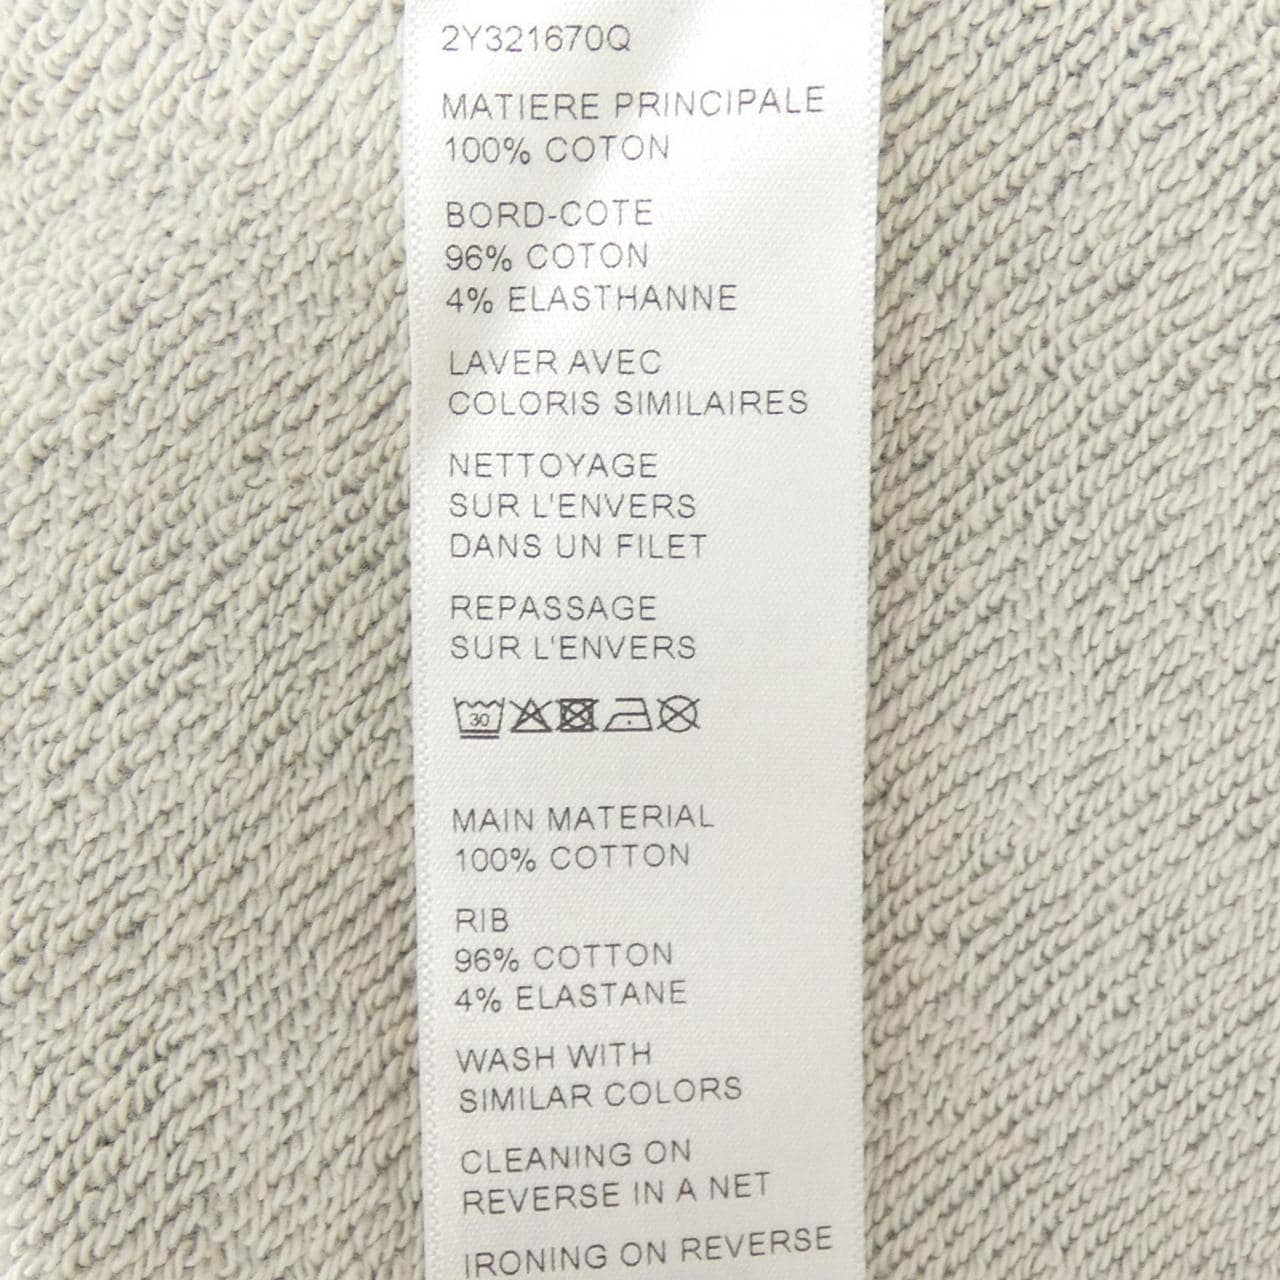 2Y321670Q
MATIERE PRINCIPALE
100% COTON
BORD-COTE
96% COTON
4% ELASTHANNE
LAVER AVEC
COLORIS SIMILAIRES
NETTOYAGE
SUR L'ENVERS
DANS UN FILET
REPASSAGE
SUR L'ENVERS
30
MAIN MATERIAL
100% COTTON
RIB
96% COTTON
4% ELASTANE
WASH WITH
SIMILAR COLORS
CLEANING ON
REVERSE IN A NET
IRONING ON REVERSE